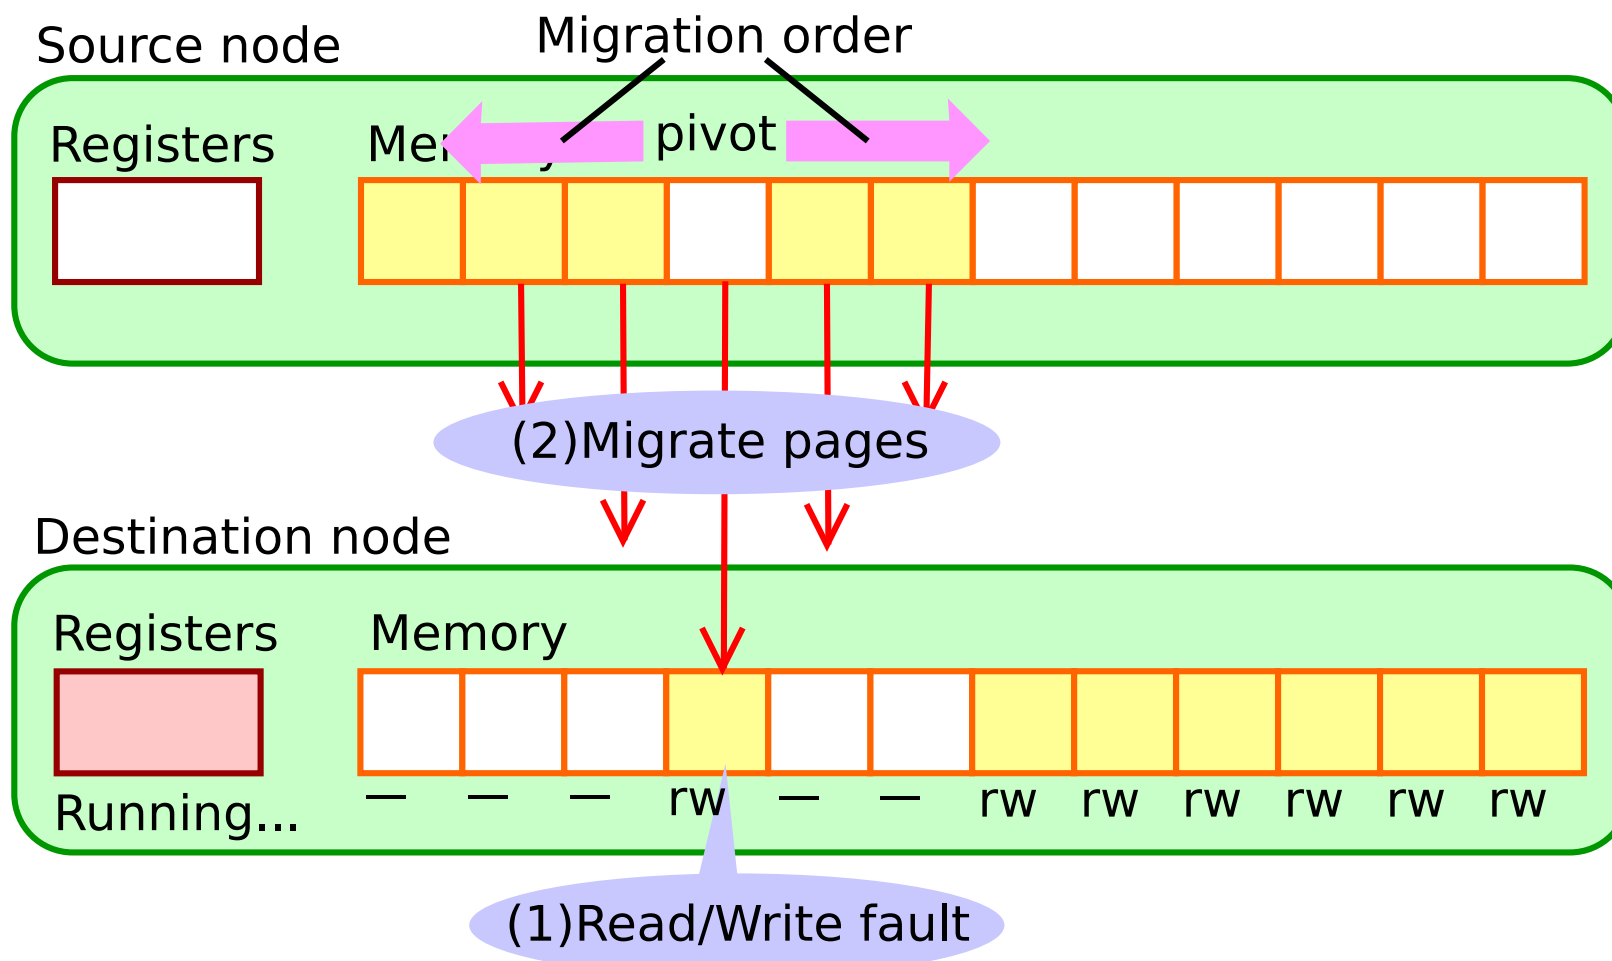 Source node
Migration order
Registers
Memory
pivot
(2)Migrate pages
Destination node
Registers
Memory
Running...
— — — rw — — rw rw rw rw rw rw
(1)Read/Write fault